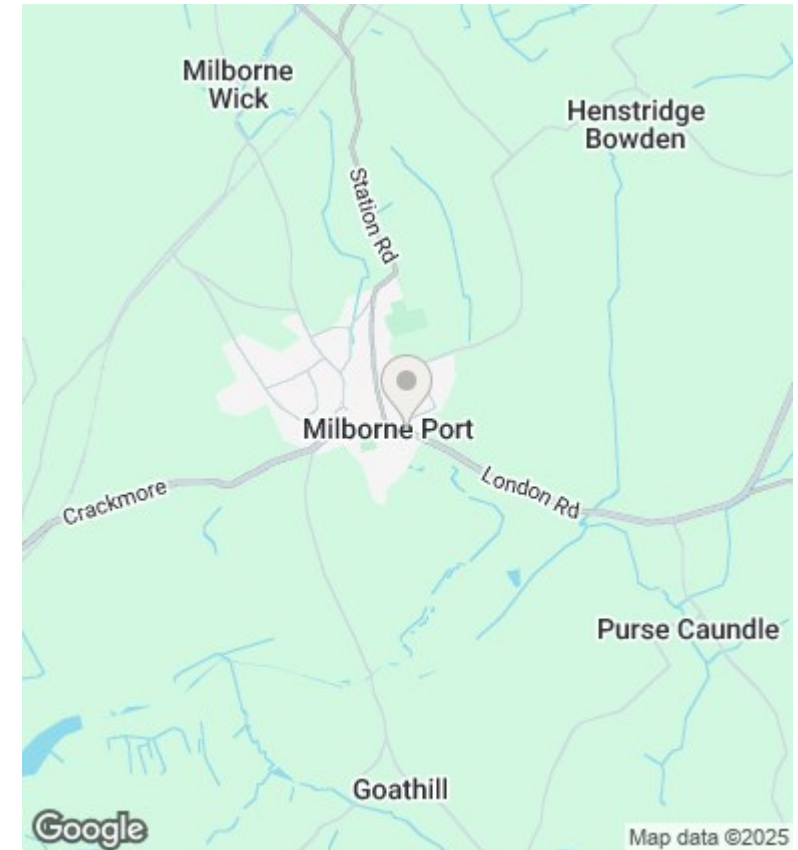 Milborne
Wick
Henstridge
Bowden
Station Rd
Milborne Port
London Rd
Crackmore
Purse Caundle
Goathill
Google
Map data ©2025